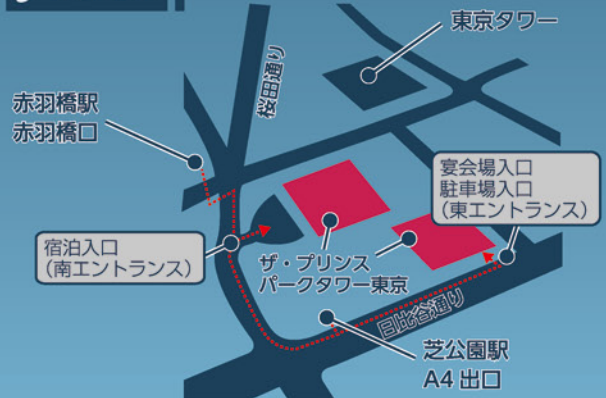 東京タワー
桜田通り
赤羽橋駅
赤羽橋口
宴会場入口
駐車場入口
(東エントランス)
宿泊入口
(南エントランス)
ザ・プリンス
パークタワー東京
日比谷通り
芝公園駅
A4 出口